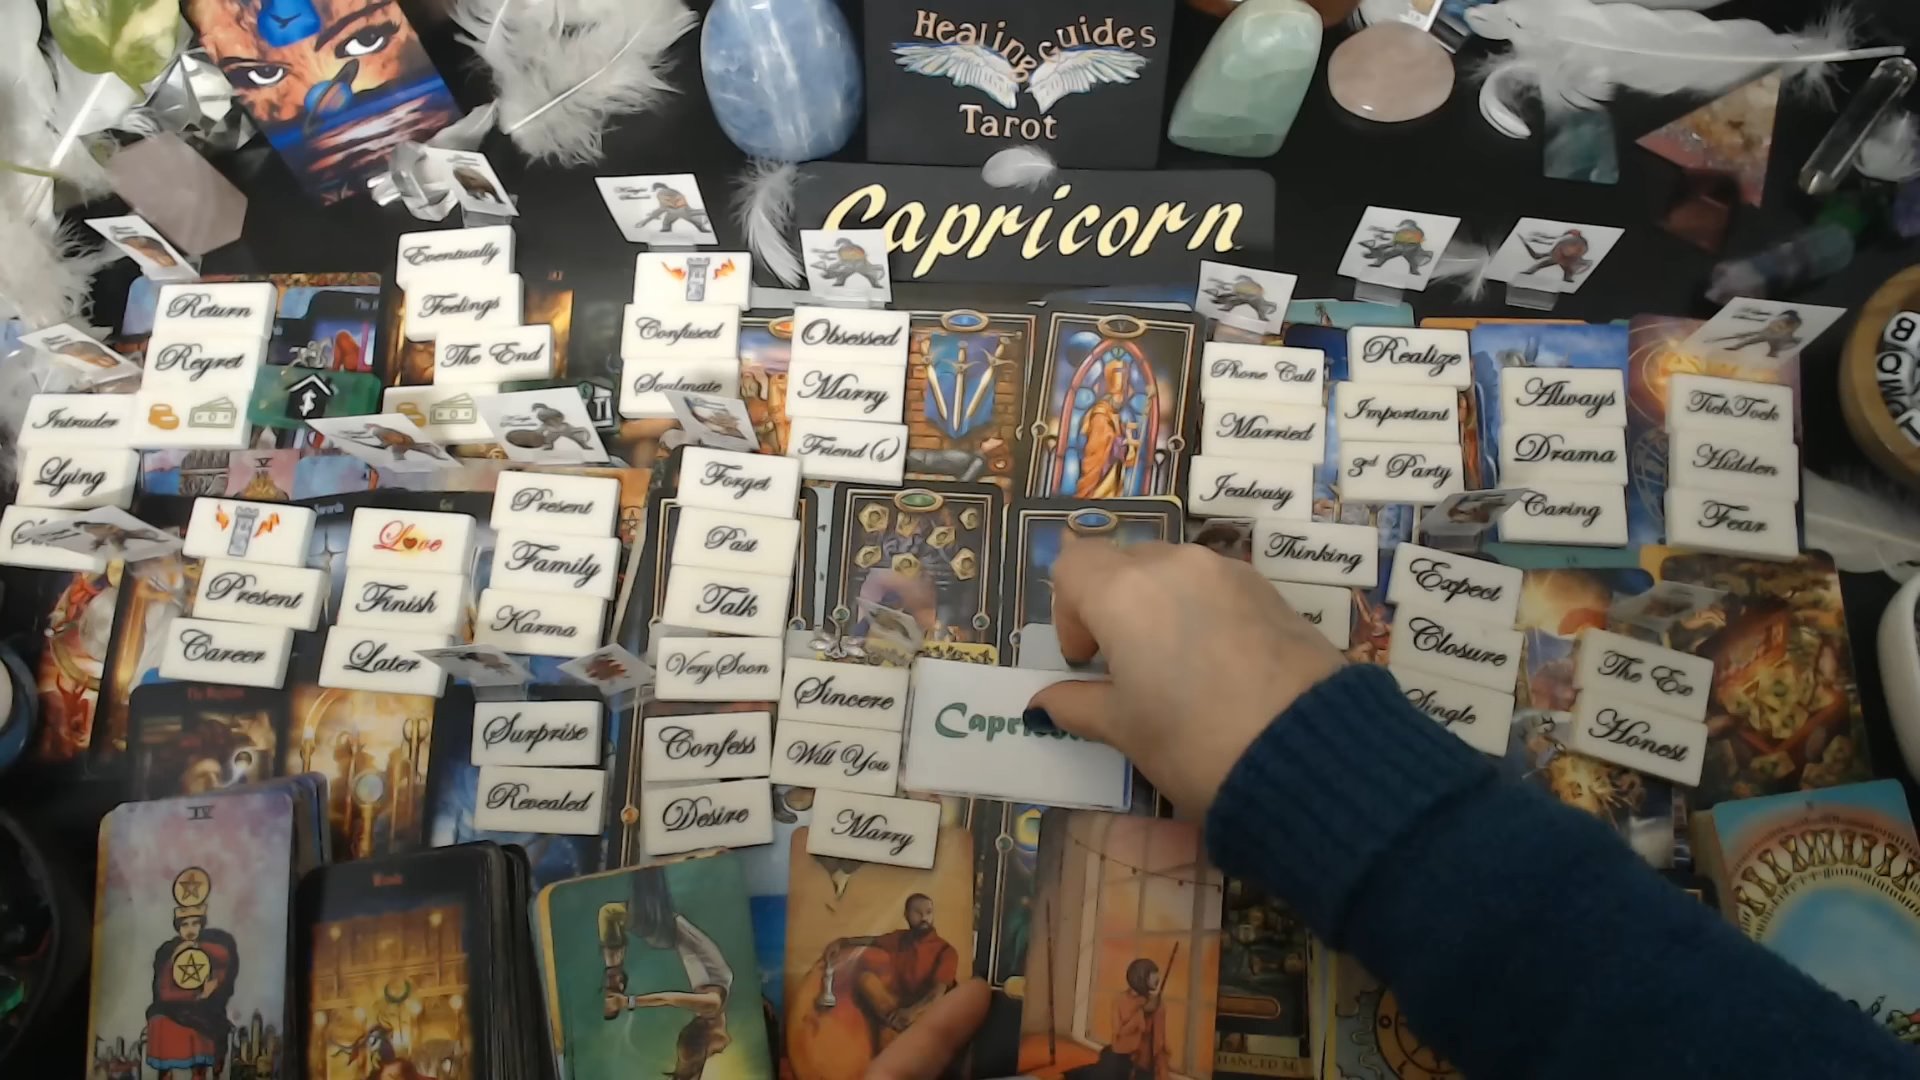 Healing Guides
Tarot
Capricorn
Eventually
Feelings
The End
Return
Regret
Intruder
Lying
Confused
Soulmate
Obsessed
Marry
Friend(s)
Phone Call
Married
Jealousy
Realize
Important
3rd Party
Always
Drama
Caring
TickTock
Hidden
Fear
Present
Career
Love
Finish
Later
Present
Family
Karma
Forget
Past
Talk
Very Soon
Thinking
Expect
Closure
Single
The Ex
Honest
Surprise
Revealed
Confess
Desire
Sincere
Will You
Marry
IV
V
V